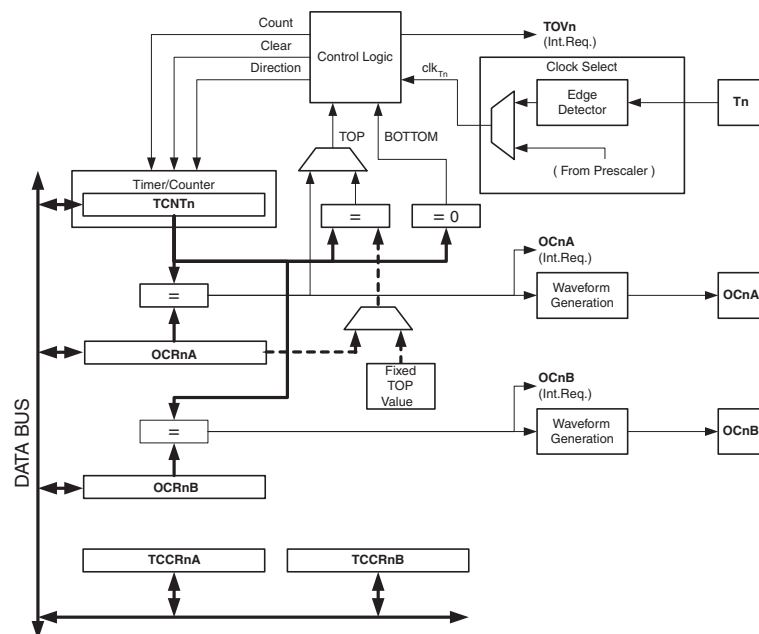 Count
Clear
Direction
Control Logic
TOVn
(Int.Req.)
clkTn
Clock Select
Edge
Detector
Tn
( From Prescaler )
TOP
BOTTOM
Timer/Counter
TCNTn
=
= 0
OCnA
(Int.Req.)
=
Waveform
Generation
OCnA
OCRnA
Fixed
TOP
Value
OCnB
(Int.Req.)
=
Waveform
Generation
OCnB
OCRnB
DATA BUS
TCCRnA
TCCRnB